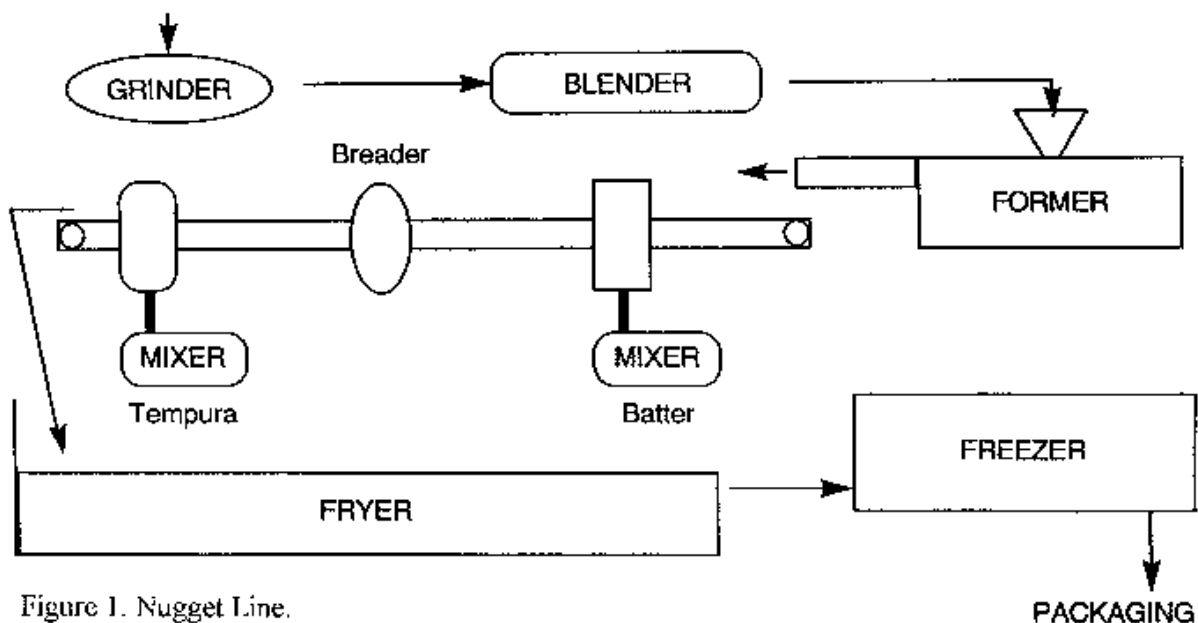 GRINDER
BLENDER
Breader
FORMER
MIXER
MIXER
Tempura
Batter
FREEZER
FRYER
Figure 1. Nugget Line.
PACKAGING